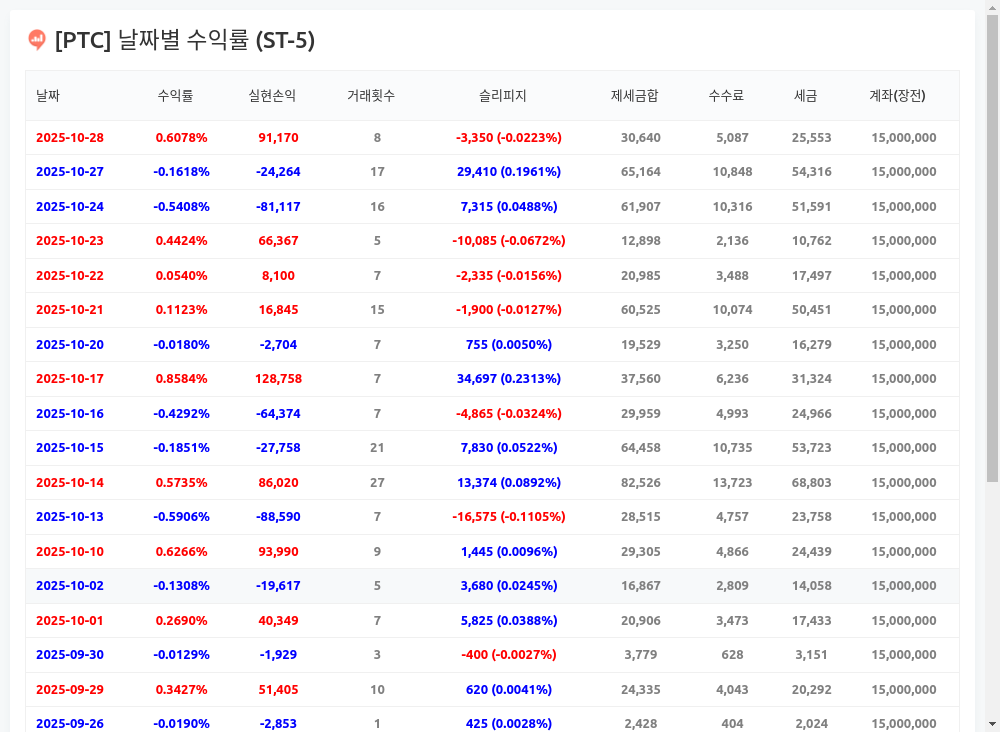 [PTC] 날짜별 수익률 (ST-5)
날짜 수익률 실현손익 거래횟수 슬리피지 제세금합 수수료 세금 계좌(장전)
2025-10-28 0.6078% 91,170 8 -3,350 (-0.0223%) 30,640 5,087 25,553 15,000,000
2025-10-27 -0.1618% -24,264 17 29,410 (0.1961%) 65,164 10,848 54,316 15,000,000
2025-10-24 -0.5408% -81,117 16 7,315 (0.0488%) 61,907 10,316 51,591 15,000,000
2025-10-23 0.4424% 66,367 5 -10,085 (-0.0672%) 12,898 2,136 10,762 15,000,000
2025-10-22 0.0540% 8,100 7 -2,335 (-0.0156%) 20,985 3,488 17,497 15,000,000
2025-10-21 0.1123% 16,845 15 -1,900 (-0.0127%) 60,525 10,074 50,451 15,000,000
2025-10-20 -0.0180% -2,704 7 755 (0.0050%) 19,529 3,250 16,279 15,000,000
2025-10-17 0.8584% 128,758 7 34,697 (0.2313%) 37,560 6,236 31,324 15,000,000
2025-10-16 -0.4292% -64,374 7 -4,865 (-0.0324%) 29,959 4,993 24,966 15,000,000
2025-10-15 -0.1851% -27,758 21 7,830 (0.0522%) 64,458 10,735 53,723 15,000,000
2025-10-14 0.5735% 86,020 27 13,374 (0.0892%) 82,526 13,723 68,803 15,000,000
2025-10-13 -0.5906% -88,590 7 -16,575 (-0.1105%) 28,515 4,757 23,758 15,000,000
2025-10-10 0.6266% 93,990 9 1,445 (0.0096%) 29,305 4,866 24,439 15,000,000
2025-10-02 -0.1308% -19,617 5 3,680 (0.0245%) 16,867 2,809 14,058 15,000,000
2025-10-01 0.2690% 40,349 7 5,825 (0.0388%) 20,906 3,473 17,433 15,000,000
2025-09-30 -0.0129% -1,929 3 -400 (-0.0027%) 3,779 628 3,151 15,000,000
2025-09-29 0.3427% 51,405 10 620 (0.0041%) 24,335 4,043 20,292 15,000,000
2025-09-26 -0.0190% -2,853 1 425 (0.0028%) 2,428 404 2,024 15,000,000